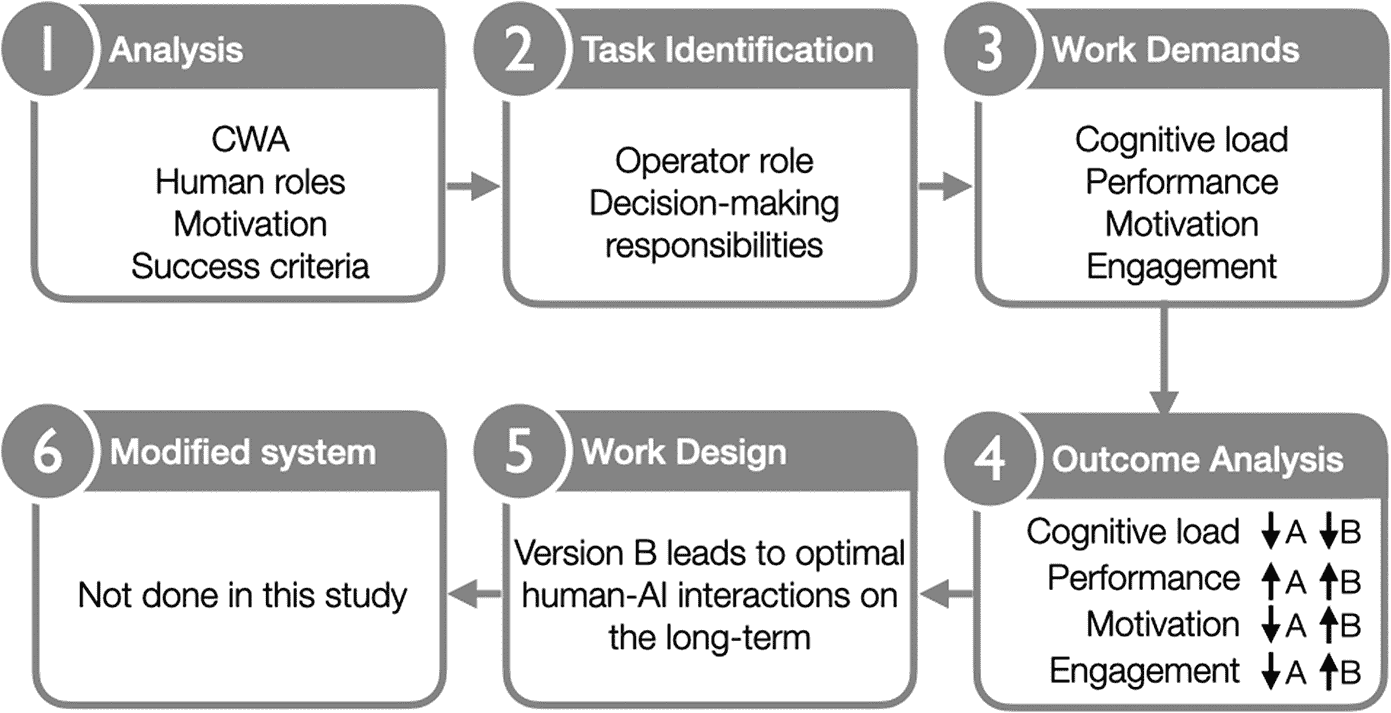 1 Analysis
CWA
Human roles
Motivation
Success criteria
2 Task Identification
Operator role
Decision-making
responsibilities
3 Work Demands
Cognitive load
Performance
Motivation
Engagement
4 Outcome Analysis
Cognitive load ↓A ↓B
Performance ↑A ↑B
Motivation ↓A ↑B
Engagement ↓A ↑B
5 Work Design
Version B leads to optimal
human-AI interactions on
the long-term
6 Modified system
Not done in this study